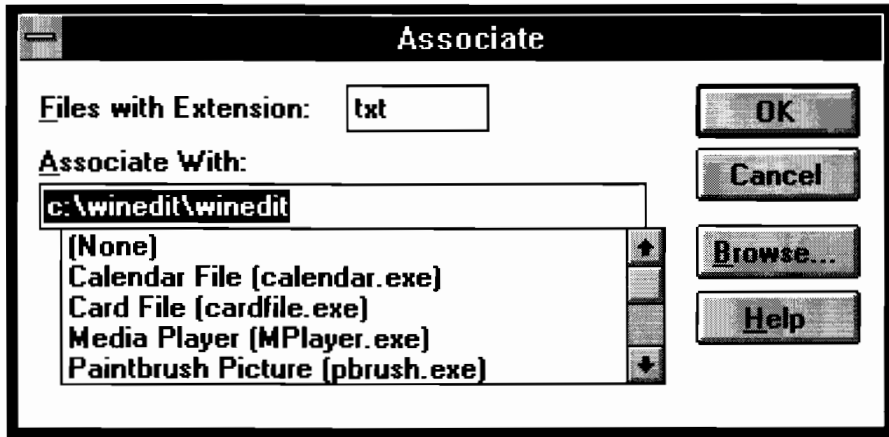 Associate
Files with Extension: txt
OK
Associate With:
Cancel
c:\winedit\winedit
(None)
Calendar File (calendar.exe)
Card File (cardfile.exe)
Media Player (MPlayer.exe)
Paintbrush Picture (pbrush.exe)
Browse...
Help